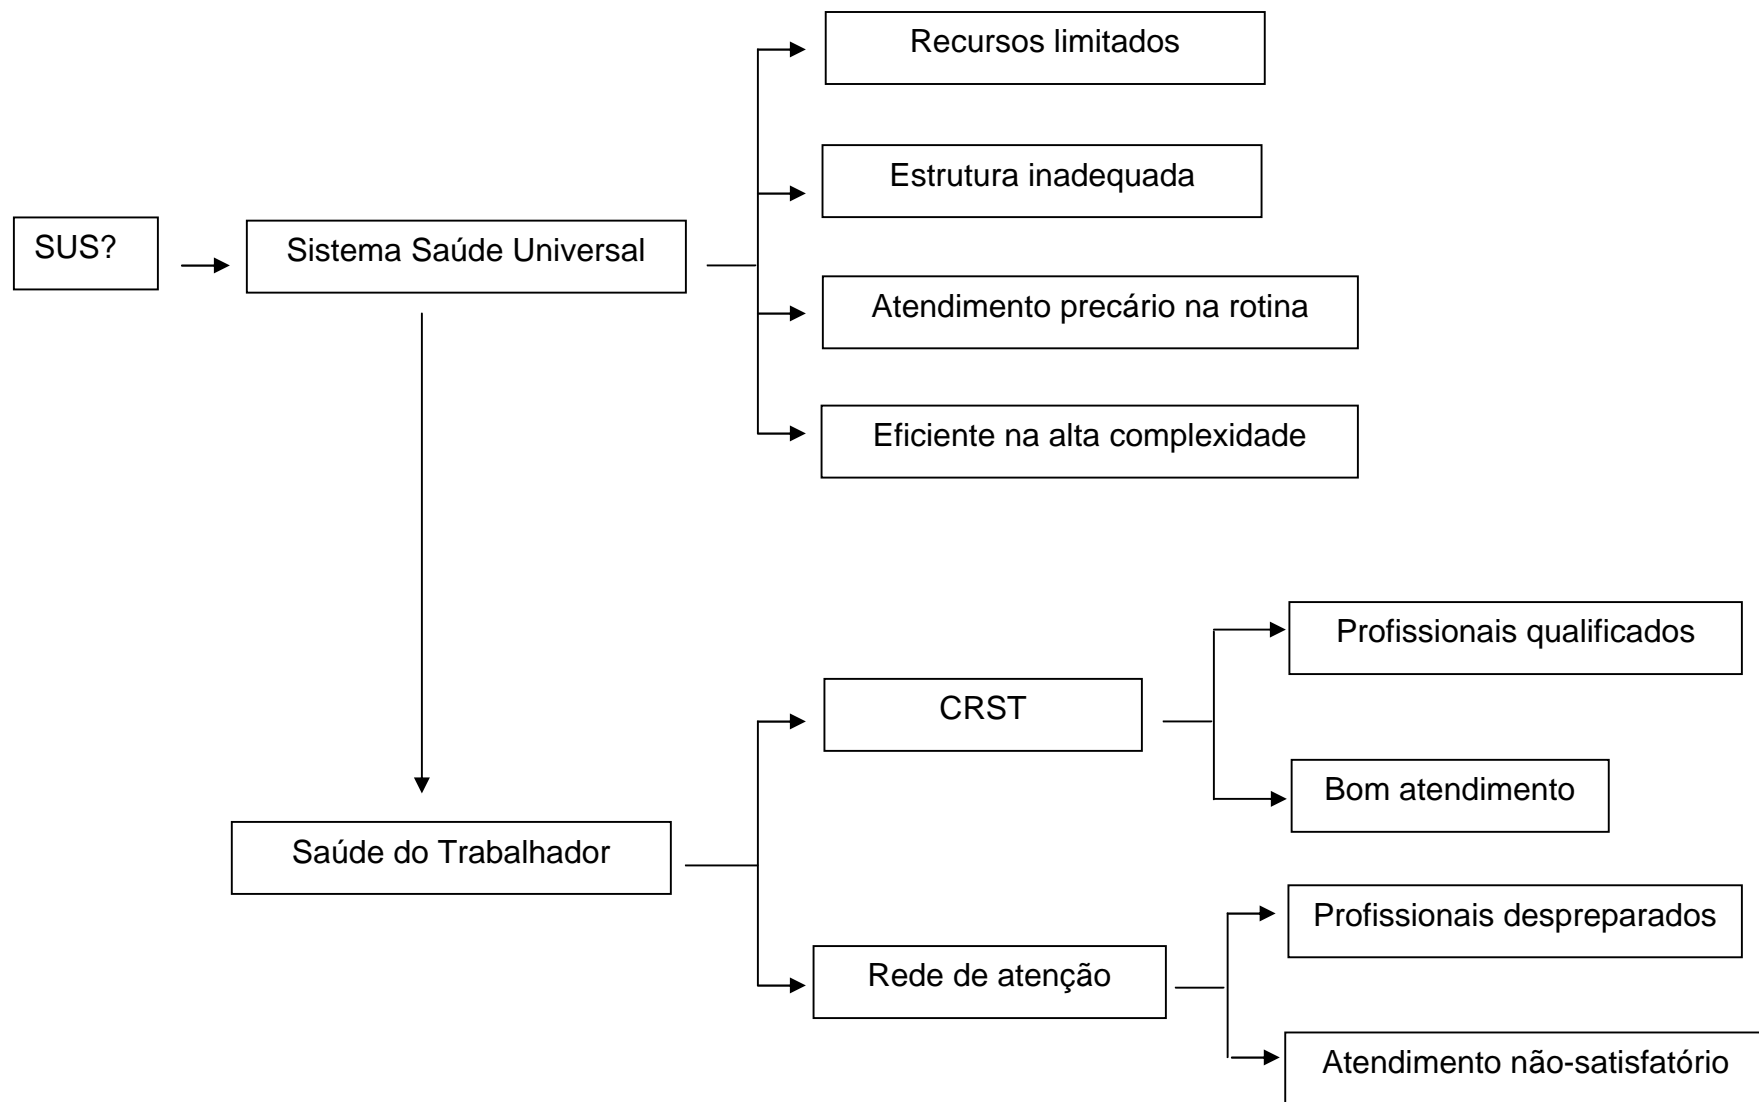 Recursos limitados
Estrutura inadequada
SUS?
Sistema Saúde Universal
Atendimento precário na rotina
Eficiente na alta complexidade
Profissionais qualificados
CRST
Bom atendimento
Saúde do Trabalhador
Profissionais despreparados
Rede de atenção
Atendimento não-satisfatório